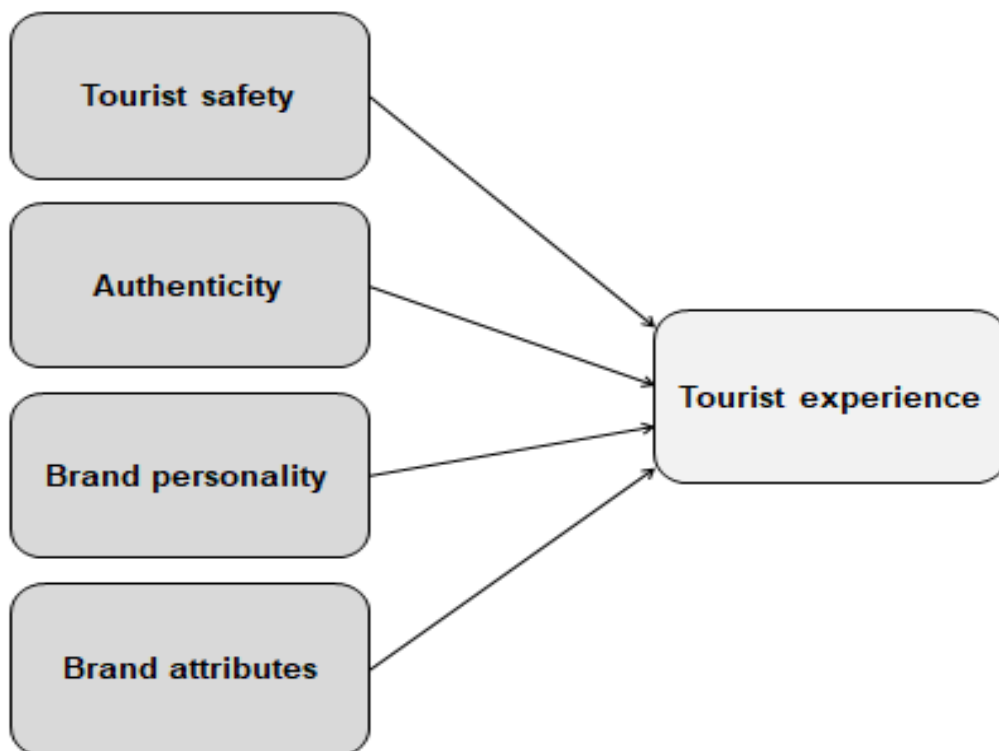 Tourist safety
Authenticity
Brand personality
Brand attributes
Tourist experience